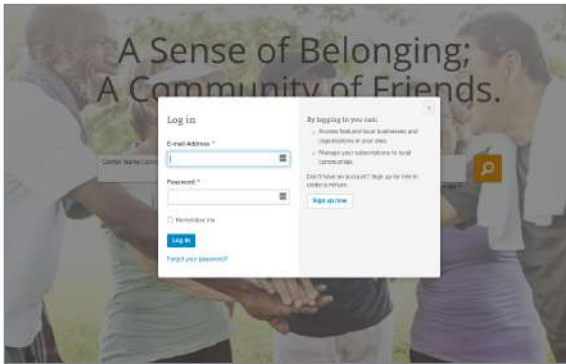 A Sense of Belonging;
A Community of Friends.
Log in
E-mail Address *
Password *
Remember me
Log in
Forgot your password?
By logging in you can:
Access featured local businesses and
organizations in your area.
Manage your subscriptions to local
communities
Don't have an account? Sign up for free in
under a minute.
Sign up now
Center Name